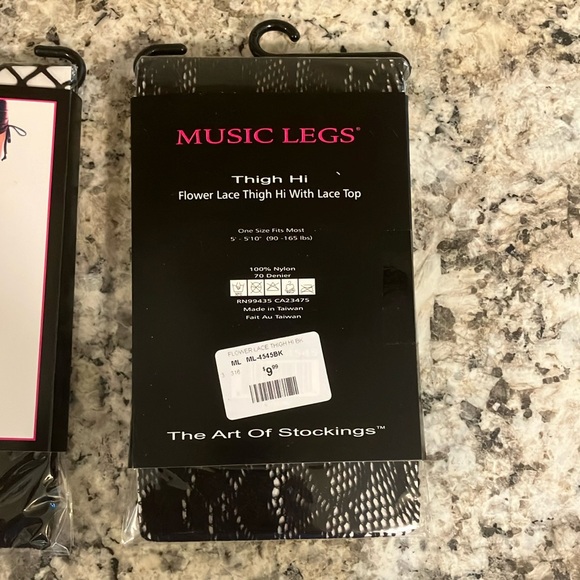 MUSIC LEGS®
Thigh Hi
Flower Lace Thigh Hi With Lace Top
One Size Fits Most
5' - 5'10" (90 -165 lbs)
100% Nylon
70 Denier
RN99435 CA23475
Made in Taiwan
Fait Au Taiwan
FLOWER LACE THIGH HI BK
ML ML-4545BK
$9.99
The Art Of Stockings™